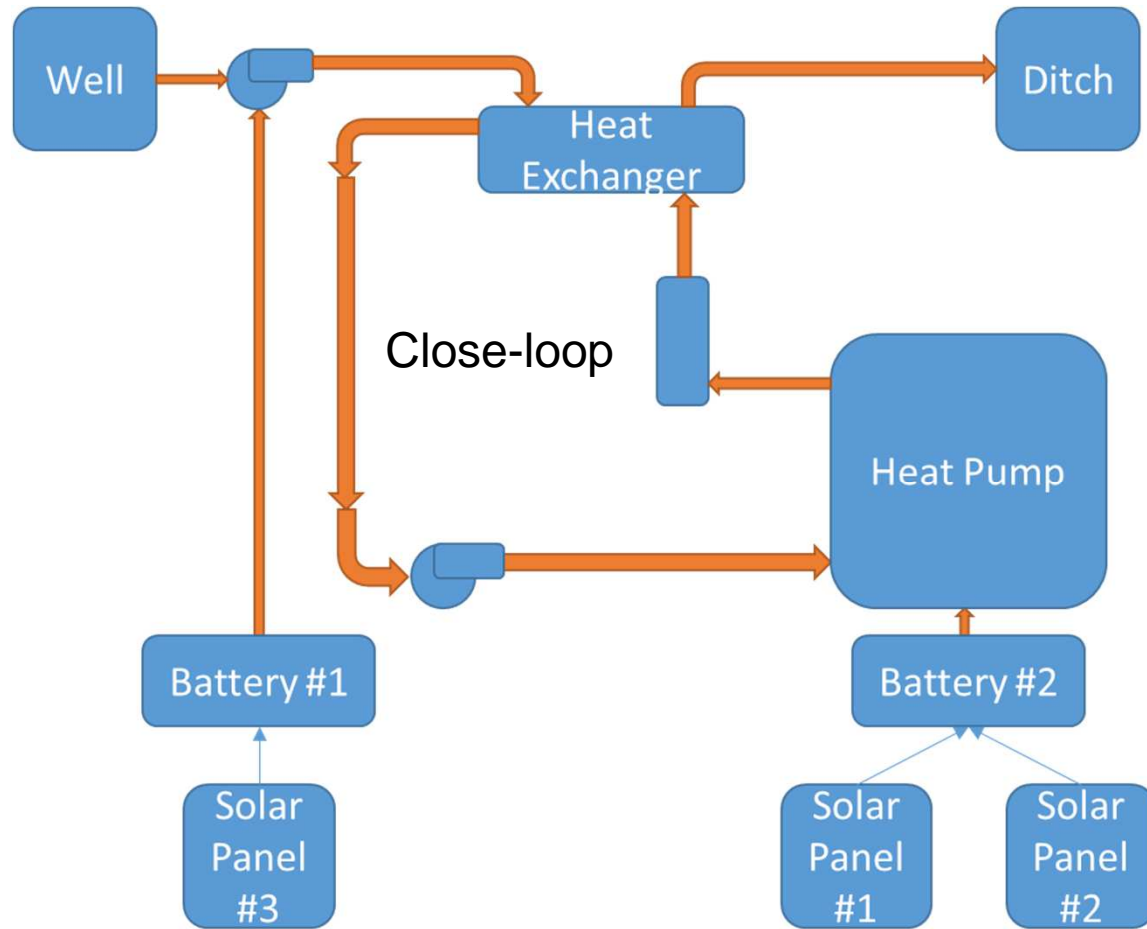 Well
Ditch
Heat
Exchanger
Close-loop
Heat Pump
Battery #1
Battery #2
Solar
Panel
#3
Solar
Panel
#1
Solar
Panel
#2